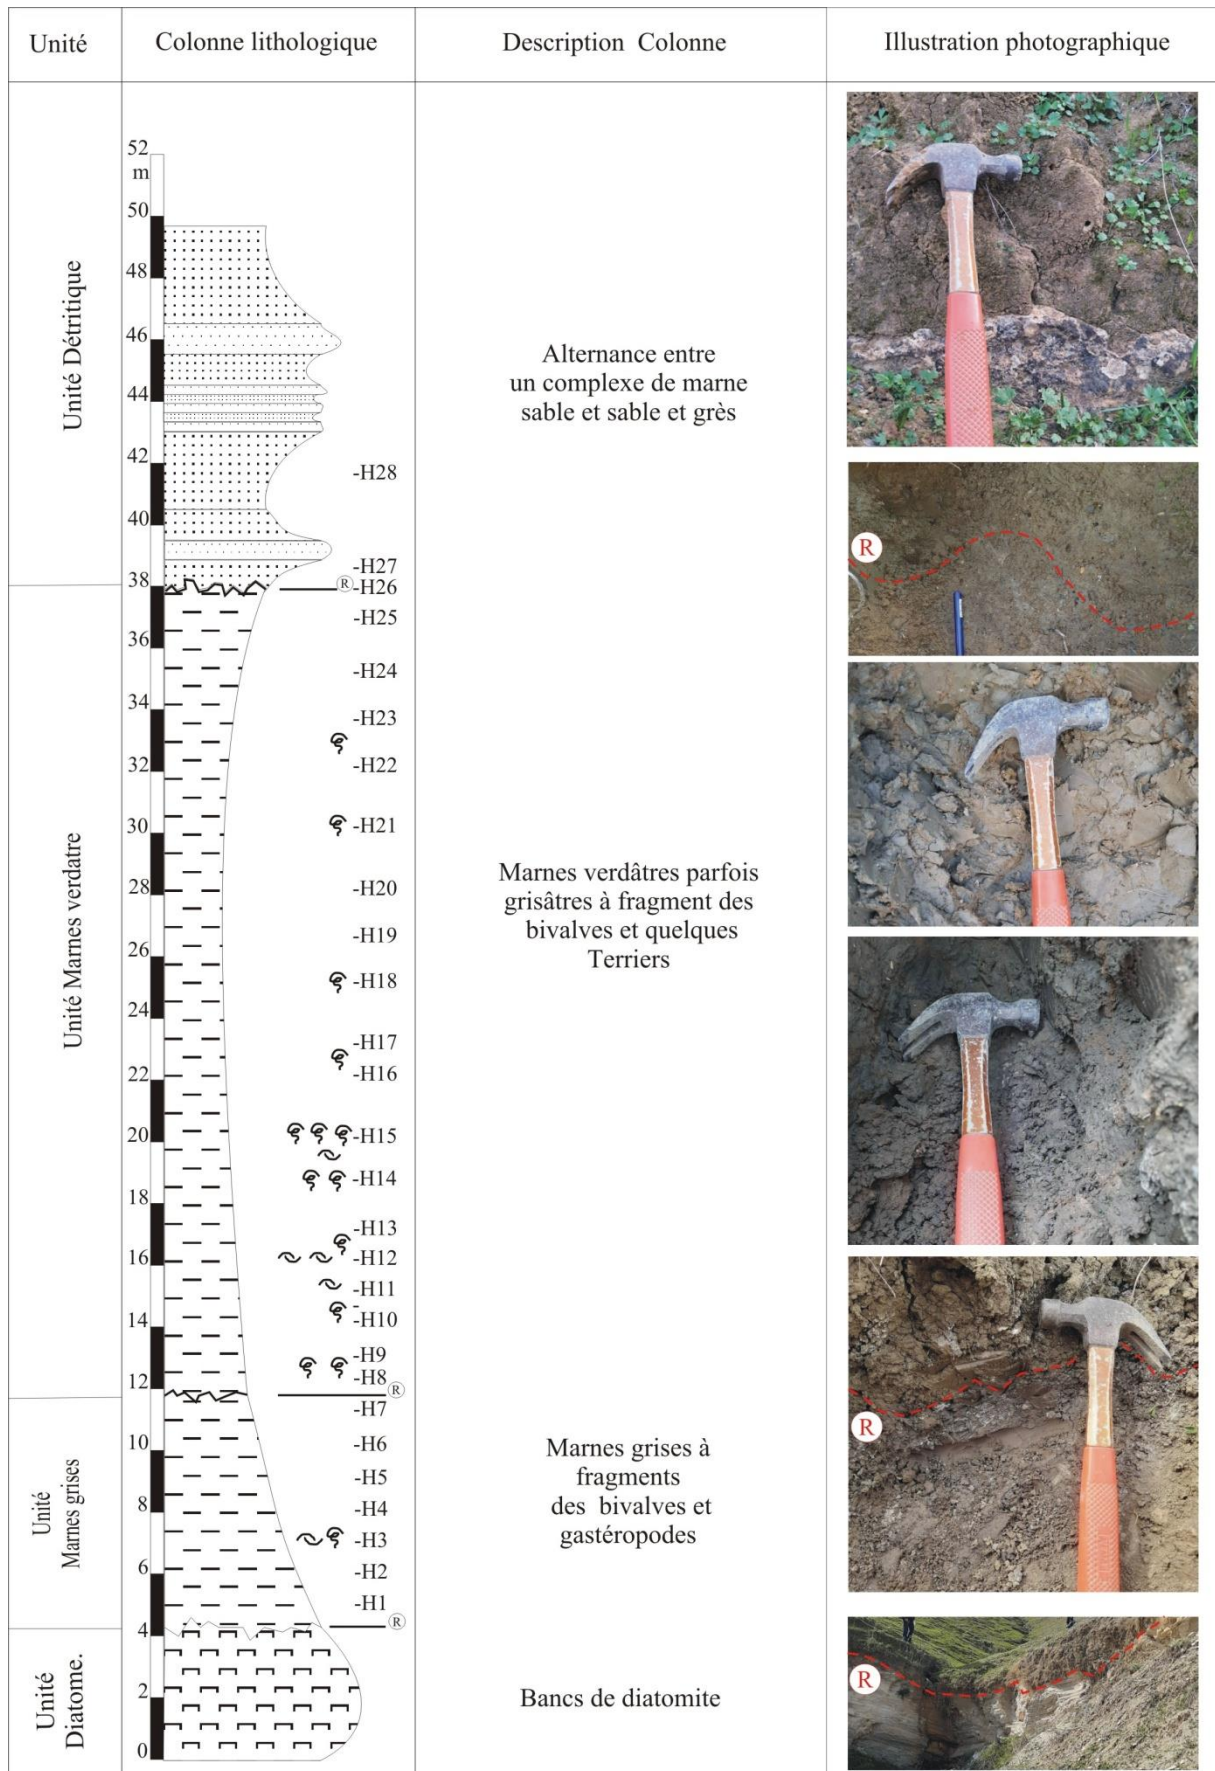 Unité
Colonne lithologique
Description Colonne
Illustration photographique
Unité Détritique
52
m
50
48
46
44
42
40
38
-H28
-H27
R -H26
Alternance entre
un complexe de marne
sable et sable et grès
R
Unité Marnes verdatre
36
34
32
30
28
26
24
22
20
18
16
14
12
-H25
-H24
-H23
-H22
-H21
-H20
-H19
-H18
-H17
-H16
-H15
-H14
-H13
-H12
-H11
-H10
-H9
-H8
R
Marnes verdâtres parfois
grisâtres à fragment des
bivalves et quelques
Terriers
R
Unité
Marnes grises
10
8
6
4
-H7
-H6
-H5
-H4
-H3
-H2
-H1
R
Marnes grises à
fragments
des bivalves et
gastéropodes
Unité
Diatome.
2
0
Bancs de diatomite
R